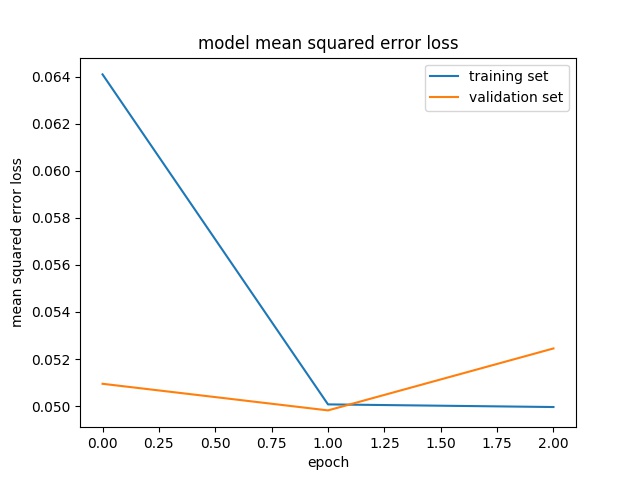 model mean squared error loss
training set
validation set
mean squared error loss
0.064
0.062
0.060
0.058
0.056
0.054
0.052
0.050
0.00 0.25 0.50 0.75 1.00 1.25 1.50 1.75 2.00
epoch